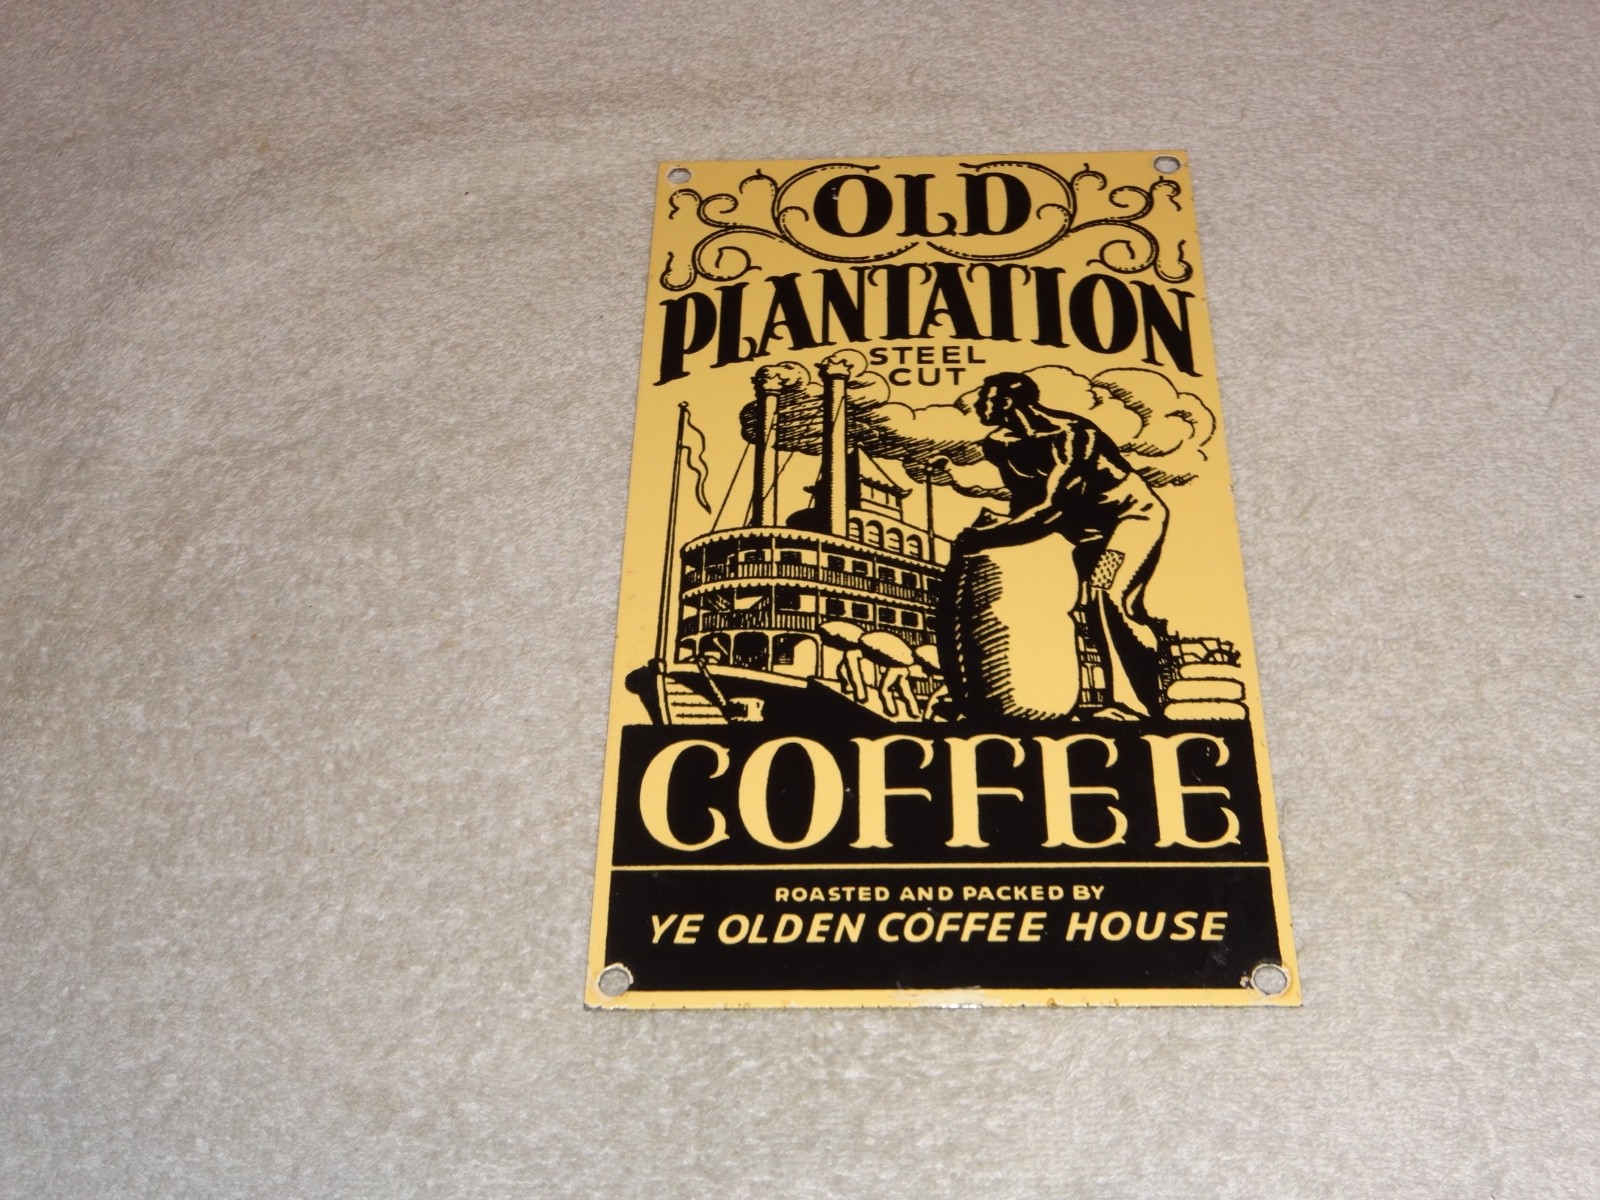 OLD
PLANTATION
STEEL
CUT
COFFEE
ROASTED AND PACKED BY
YE OLDEN COFFEE HOUSE